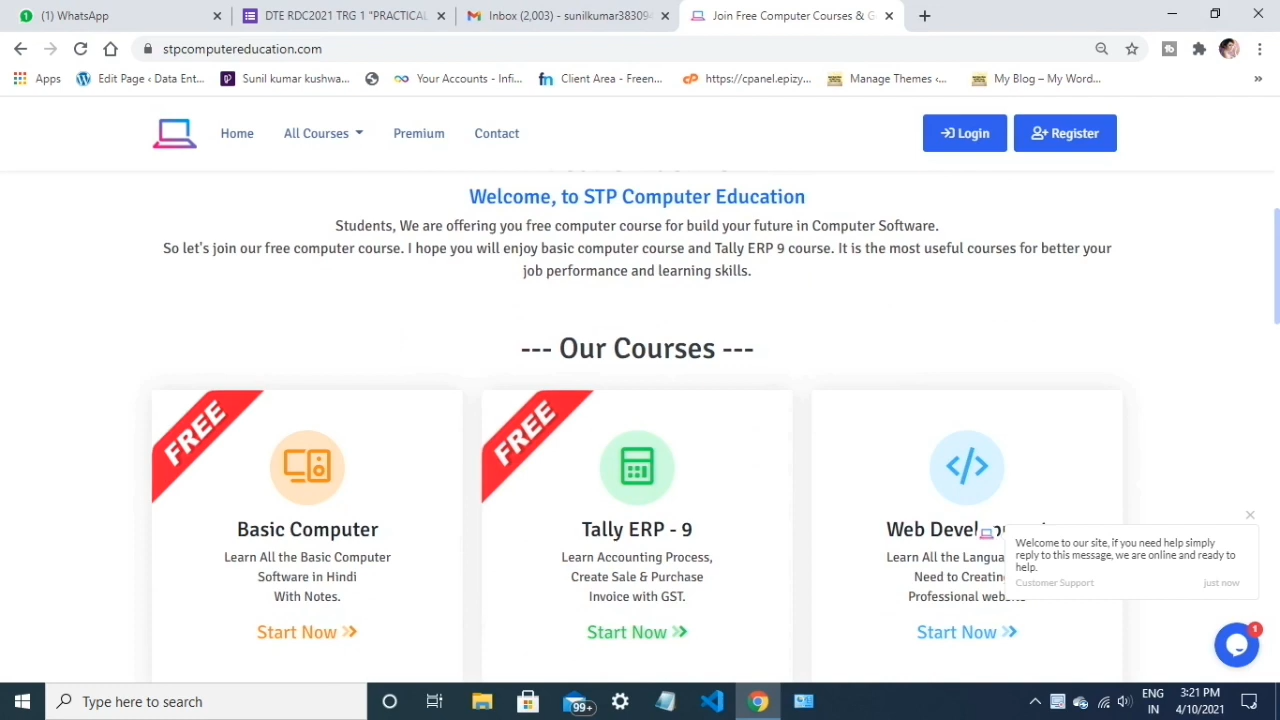 (1) WhatsApp
DTE RDC2021 TRG 1 "PRACTICAL
Inbox (2,003) - sunilkumar38309
Join Free Computer Courses & G
stpcomputereducation.com
Apps
Edit Page ‹ Data Ent...
Sunil kumar kushwa...
Your Accounts - Infi...
Client Area - Freen...
https://cpanel.epizy...
Manage Themes ‹...
My Blog – My Word...
»
Home
All Courses
Premium
Contact
Login
Register
Welcome, to STP Computer Education
Students, We are offering you free computer course for build your future in Computer Software.
So let's join our free computer course. I hope you will enjoy basic computer course and Tally ERP 9 course. It is the most useful courses for better your
job performance and learning skills.
--- Our Courses ---
FREE
Basic Computer
Learn All the Basic Computer
Software in Hindi
With Notes.
Start Now
FREE
Tally ERP - 9
Learn Accounting Process,
Create Sale & Purchase
Invoice with GST.
Start Now
Web Develo
Learn All the Langua
Need to Creatin
Professional webs
Start Now
Welcome to our site, if you need help simply
reply to this message, we are online and ready to
help.
Customer Support just now
1
Type here to search
99+
ENG
IN
3:21 PM
4/10/2021